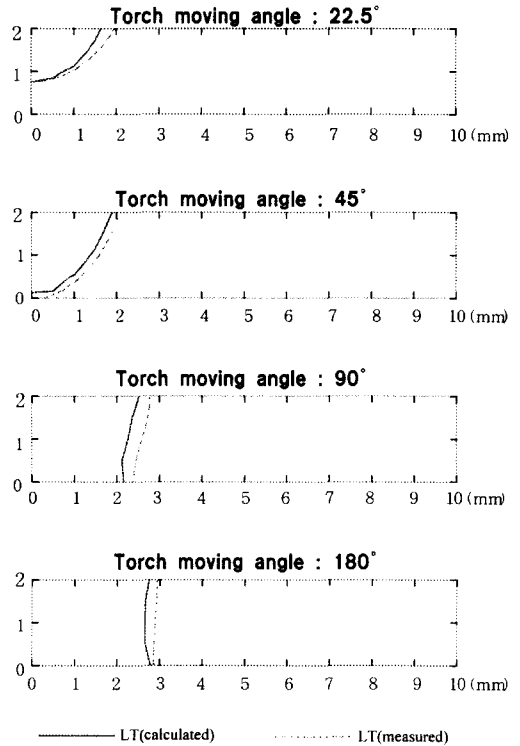 Torch moving angle : 22.5°
2
1
0
0 1 2 3 4 5 6 7 8 9 10 (mm)
Torch moving angle : 45°
2
1
0
0 1 2 3 4 5 6 7 8 9 10 (mm)
Torch moving angle : 90°
2
1
0
0 1 2 3 4 5 6 7 8 9 10 (mm)
Torch moving angle : 180°
2
1
0
0 1 2 3 4 5 6 7 8 9 10 (mm)
LT(calculated) LT(measured)